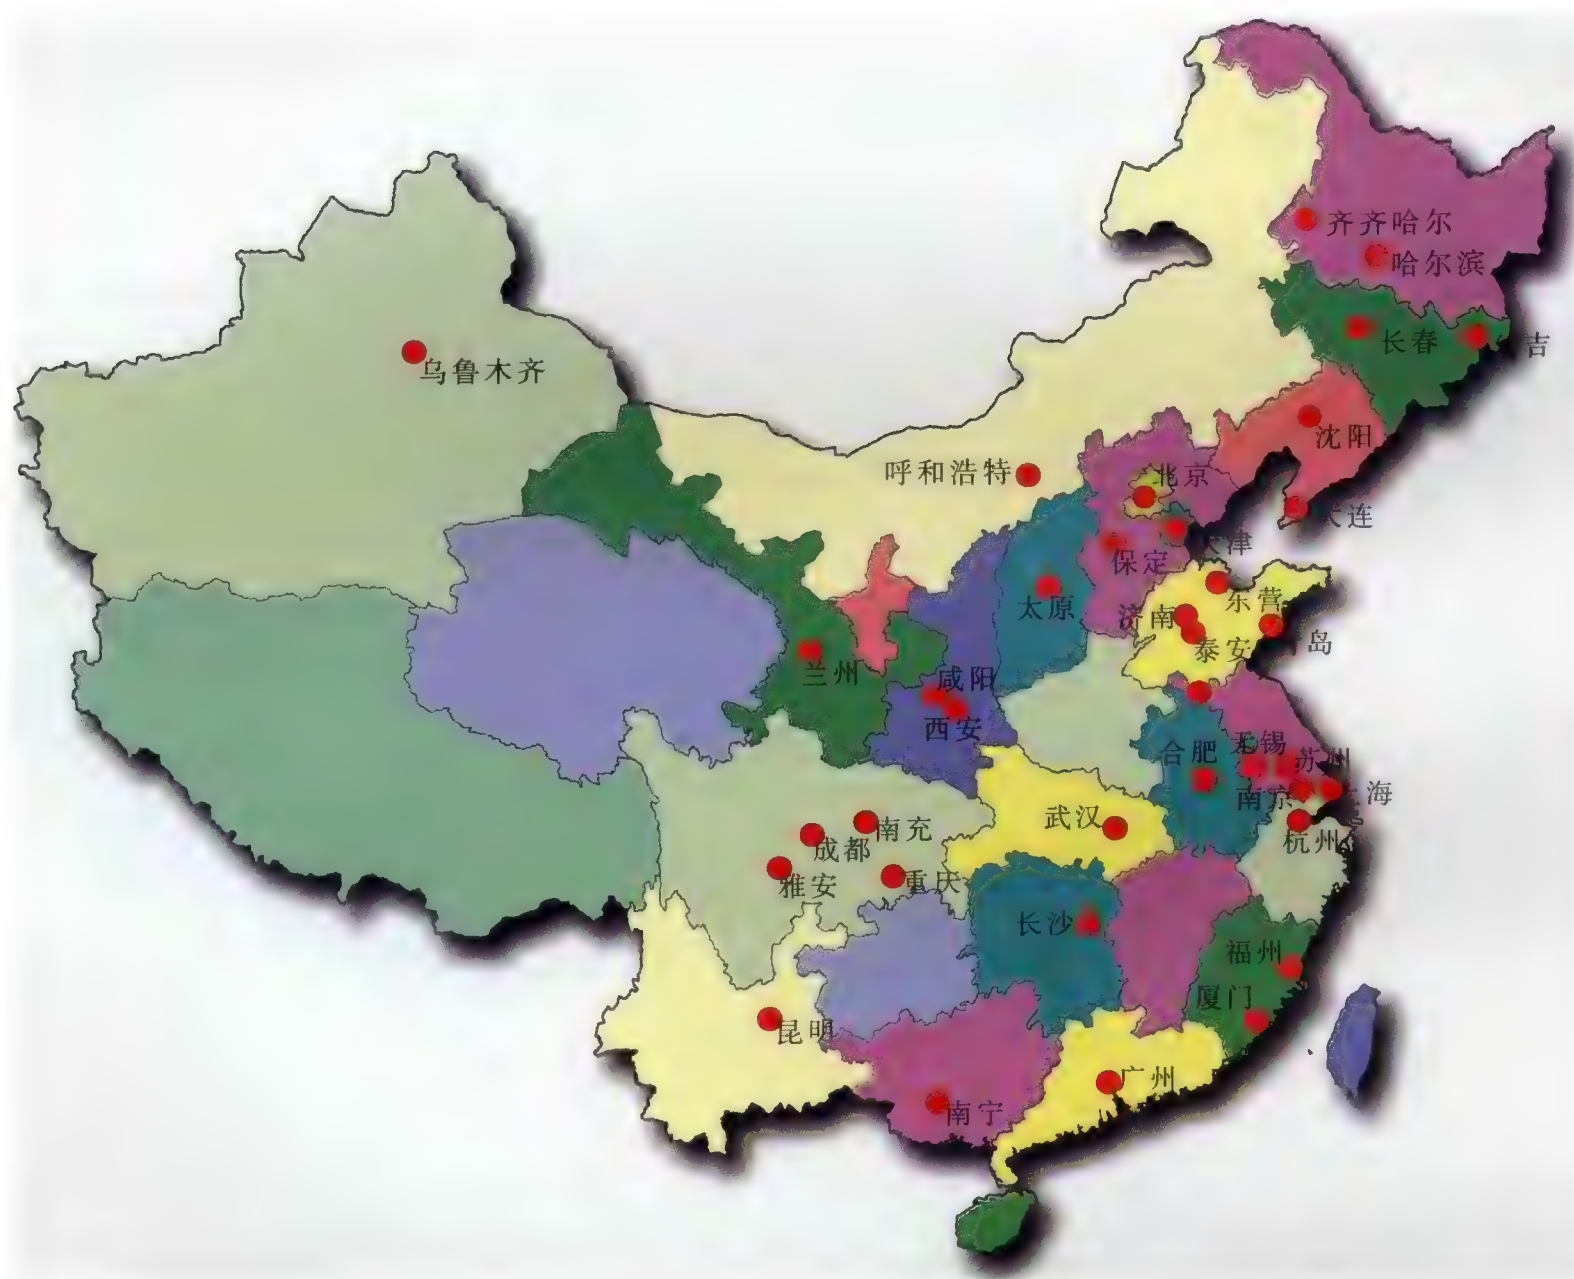 齐齐哈尔
哈尔滨
长春
吉
乌鲁木齐
沈阳
呼和浩特
北京
大连
天津
保定
东营
太原
济南
岛
泰安
兰州
咸阳
西安
无锡
合肥
苏州
南京
海
武汉
南充
杭州
成都
重庆
雅安
长沙
福州
厦门
昆明
广州
南宁